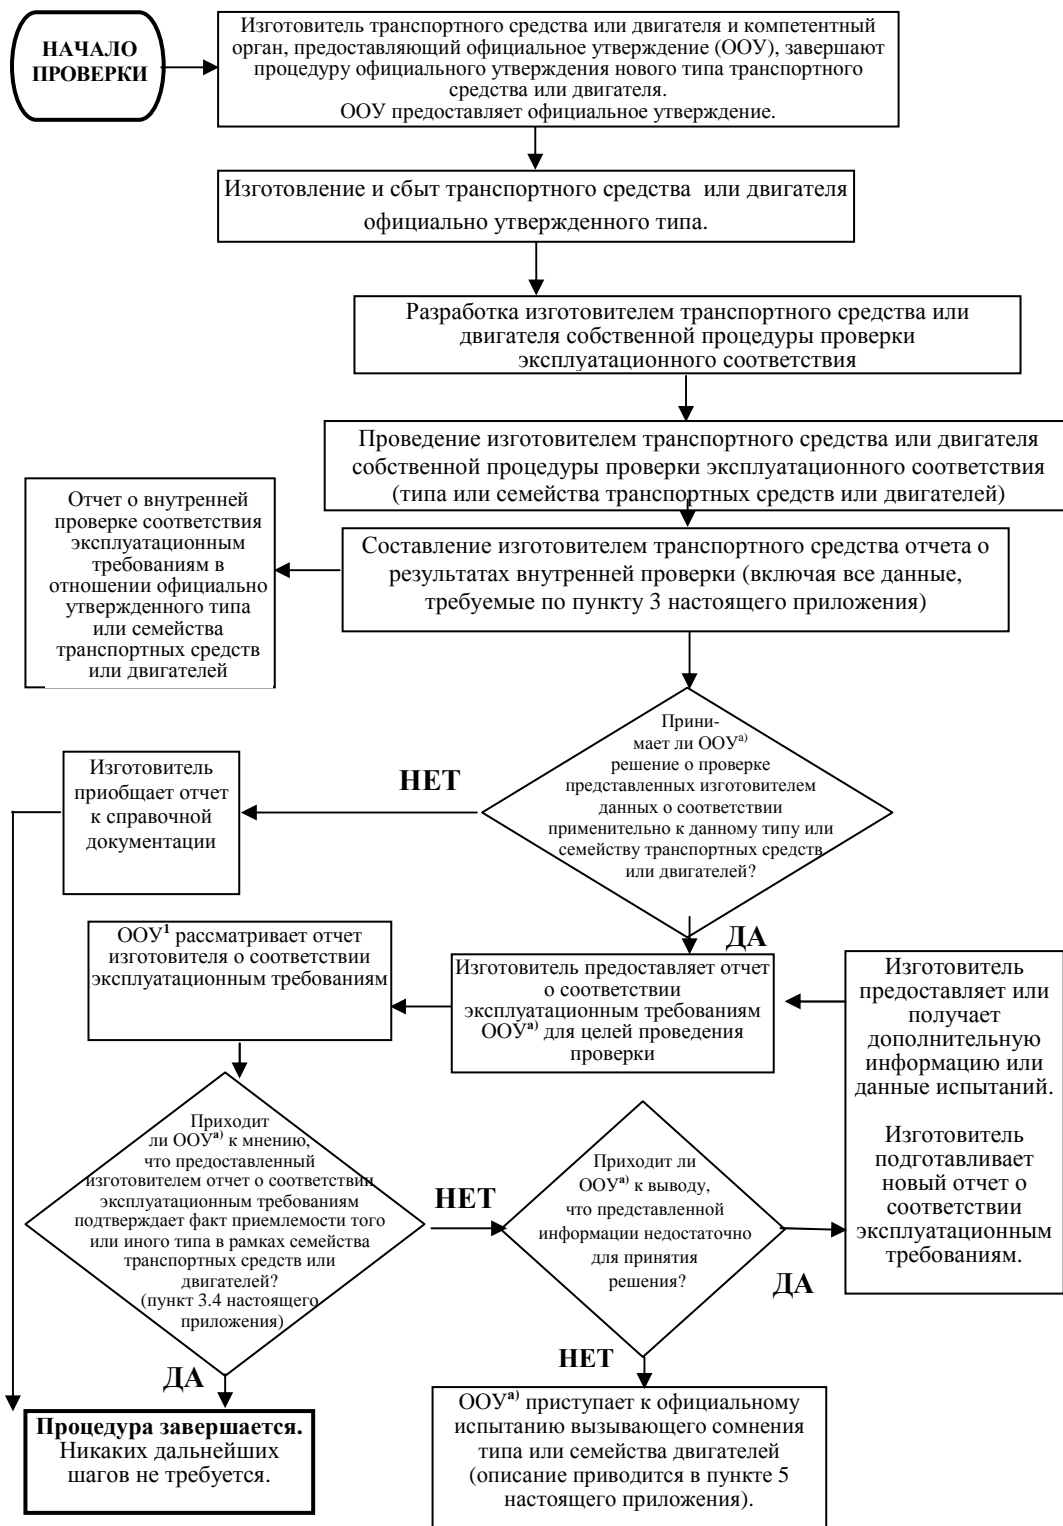 НАЧАЛО
ПРОВЕРКИ
Изготовитель транспортного средства или двигателя и компетентный
орган, предоставляющий официальное утверждение (ООУ), завершают
процедуру официального утверждения нового типа транспортного
средства или двигателя.
ООУ предоставляет официальное утверждение.
Изготовление и сбыт транспортного средства или двигателя
официально утвержденного типа.
Разработка изготовителем транспортного средства или
двигателя собственной процедуры проверки
эксплуатационного соответствия
Проведение изготовителем транспортного средства или двигателя
собственной процедуры проверки эксплуатационного соответствия
(типа или семейства транспортных средств или двигателей)
Отчет о внутренней
проверке соответствия
эксплуатационным
требованиям в
отношении официально
утвержденного типа
или семейства
транспортных средств
или двигателей
Составление изготовителем транспортного средства отчета о
результатах внутренней проверки (включая все данные,
требуемые по пункту 3 настоящего приложения)
Прини-
мает ли ООУа)
решение о проверке
представленных изготовителем
данных о соответствии
применительно к данному типу или
семейству транспортных средств
или двигателей?
НЕТ
Изготовитель
приобщает отчет
к справочной
документации
ДА
ООУ1 рассматривает отчет
изготовителя о соответствии
эксплуатационным требованиям
Изготовитель предоставляет отчет
о соответствии
эксплуатационным требованиям
ООУа) для целей проведения
проверки
Изготовитель
предоставляет или
получает
дополнительную
информацию или
данные испытаний.
Изготовитель
подготавливает
новый отчет о
соответствии
эксплуатационным
требованиям.
Приходит
ли ООУа) к мнению,
что предоставленный
изготовителем отчет о соответствии
эксплуатационным требованиям
подтверждает факт приемлемости того
или иного типа в рамках семейства
транспортных средств или
двигателей?
(пункт 3.4 настоящего
приложения)
НЕТ
Приходит ли
ООУа) к выводу,
что представленной
информации недостаточно
для принятия
решения?
ДА
НЕТ
ДА
Процедура завершается.
Никаких дальнейших
шагов не требуется.
ООУа) приступает к официальному
испытанию вызывающего сомнения
типа или семейства двигателей
(описание приводится в пункте 5
настоящего приложения).